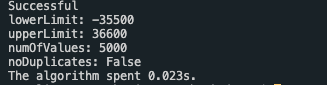 Successful
lowerLimit: -35500
upperLimit: 36600
numOfValues: 5000
noDuplicates: False
The algorithm spent 0.023s.